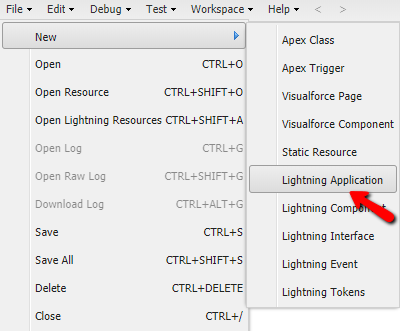 File Edit Debug Test Workspace Help < >
New
Open CTRL+O
Open Resource CTRL+SHIFT+O
Open Lightning Resources CTRL+SHIFT+A
Open Log CTRL+G
Open Raw Log CTRL+SHIFT+G
Download Log CTRL+ALT+G
Save CTRL+S
Save All CTRL+SHIFT+S
Delete CTRL+DELETE
Close CTRL+/
Apex Class
Apex Trigger
Visualforce Page
Visualforce Component
Static Resource
Lightning Application
Lightning Component
Lightning Interface
Lightning Event
Lightning Tokens